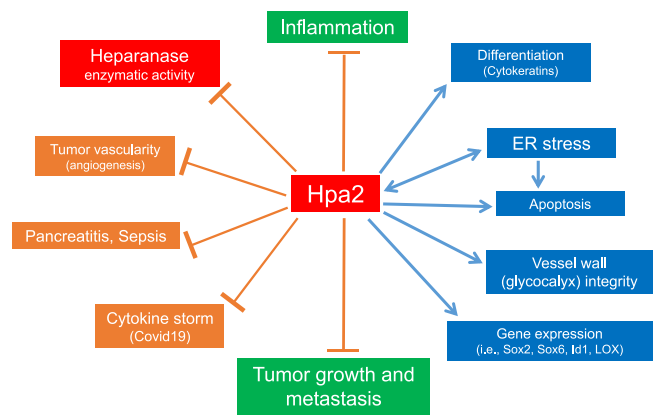 Inflammation
Heparanase
enzymatic activity
Differentiation
(Cytokeratins)
Tumor vascularity
(angiogenesis)
ER stress
Hpa2
Apoptosis
Pancreatitis, Sepsis
Vessel wall
(glycocalyx) integrity
Cytokine storm
(Covid19)
Gene expression
(i.e., Sox2, Sox6, Id1, LOX)
Tumor growth and
metastasis